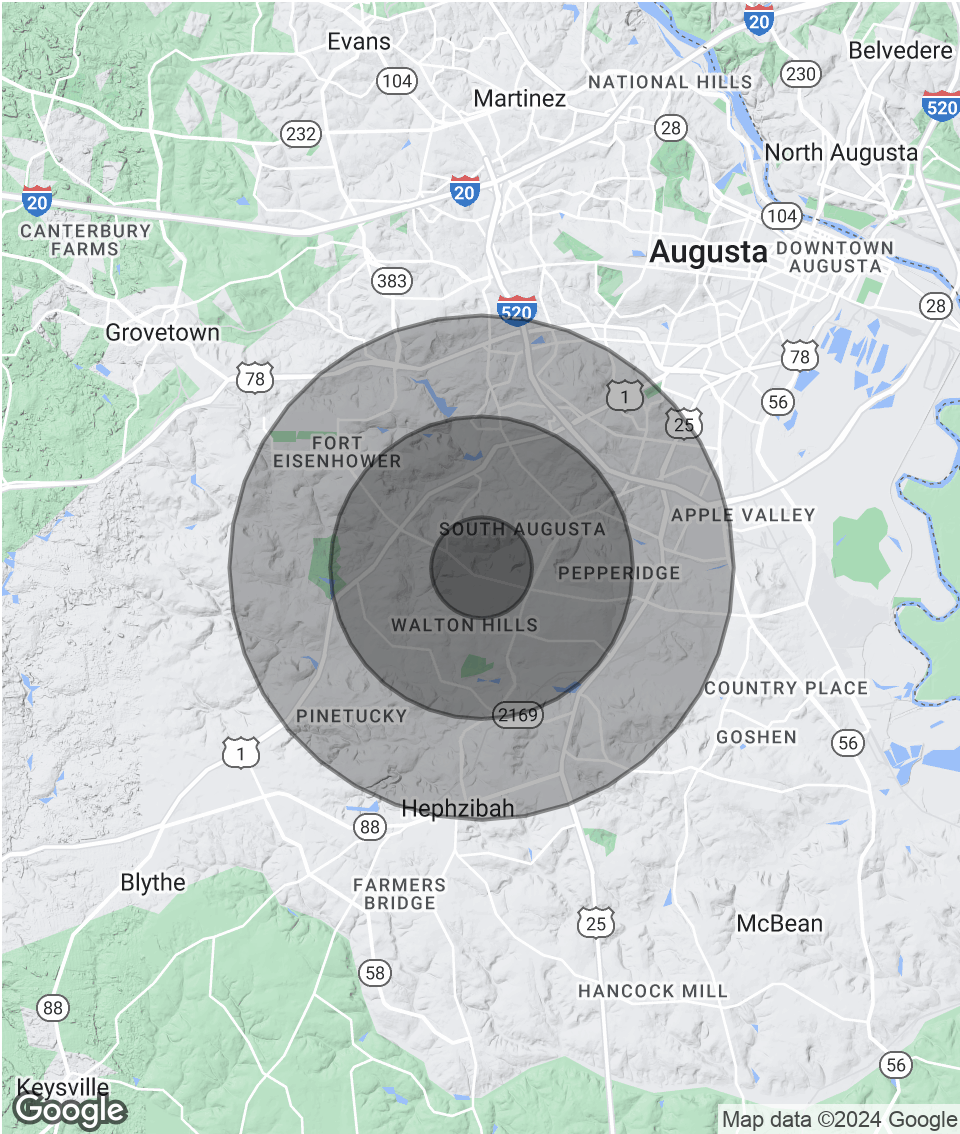 20
Evans
Belvedere
230
104
NATIONAL HILLS
Martinez
520
28
232
North Augusta
20
20
104
CANTERBURY
FARMS
Augusta
DOWNTOWN
AUGUSTA
383
28
520
Grovetown
78
78
1
56
25
FORT
EISENHOWER
APPLE VALLEY
SOUTH AUGUSTA
PEPPERIDGE
WALTON HILLS
COUNTRY PLACE
PINETUCKY
2169
GOSHEN
56
1
Hephzibah
88
Blythe
FARMERS
BRIDGE
25
McBean
58
HANCOCK MILL
88
56
Keysville
Google
Map data ©2024 Google